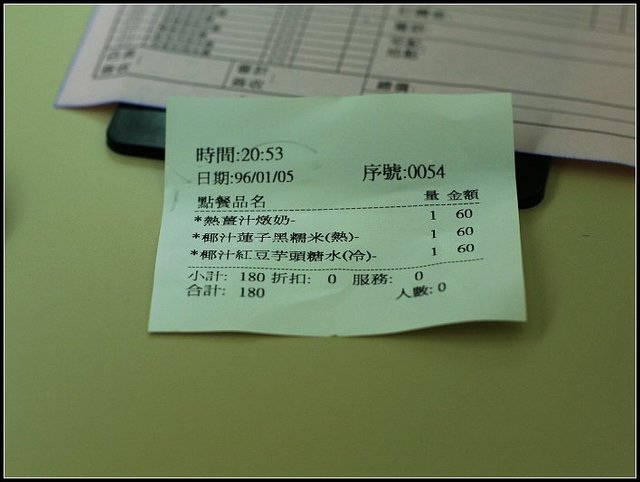 時間:20:53
日期:96/01/05 序號:0054
點餐品名 量 金額
*熱薑汁燉奶- 1 60
*椰汁蓮子黑糯米(熱)- 1 60
*椰汁紅豆芋頭糖水(冷)- 1 60
小計: 180 折扣: 0 服務: 0
合計: 180 人數: 0